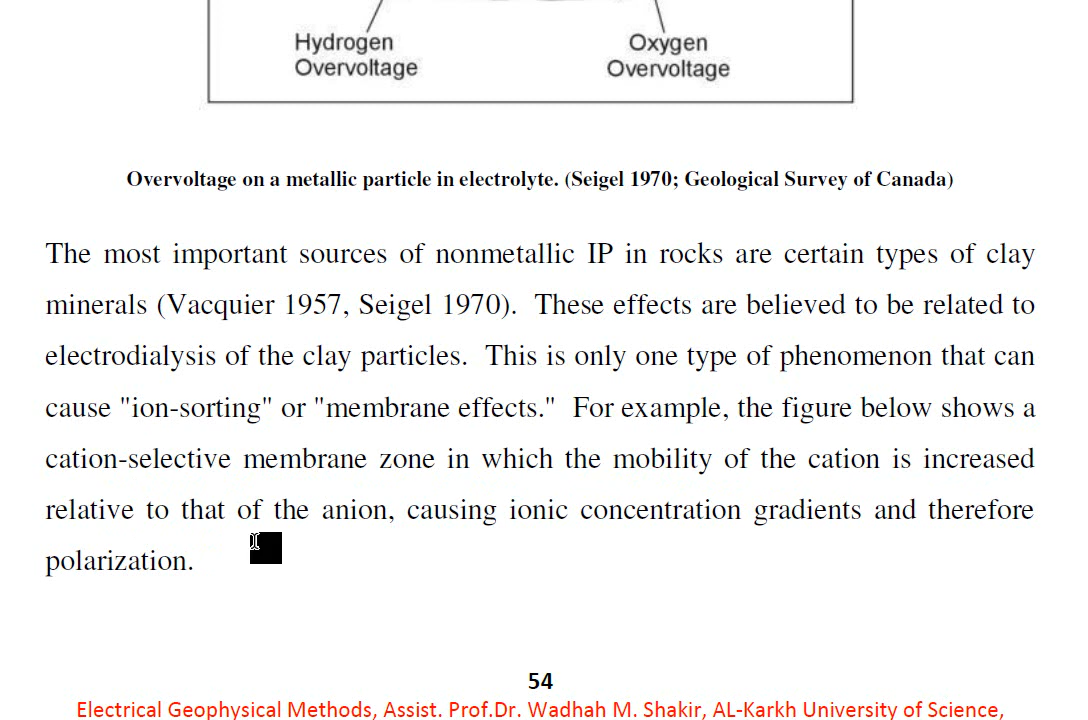 Hydrogen
Overvoltage
Oxygen
Overvoltage
Overvoltage on a metallic particle in electrolyte. (Seigel 1970; Geological Survey of Canada)
The most important sources of nonmetallic IP in rocks are certain types of clay
minerals (Vacquier 1957, Seigel 1970).  These effects are believed to be related to
electrodialysis of the clay particles.  This is only one type of phenomenon that can
cause "ion-sorting" or "membrane effects."  For example, the figure below shows a
cation-selective membrane zone in which the mobility of the cation is increased
relative to that of the anion, causing ionic concentration gradients and therefore
polarization.
54
Electrical Geophysical Methods, Assist. Prof.Dr. Wadhah M. Shakir, AL-Karkh University of Science,